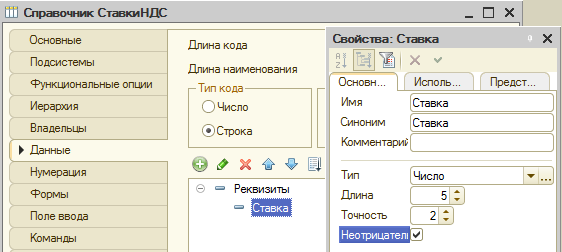 Справочник СтавкиНДС
Основные
Подсистемы
Функциональные опции
Иерархия
Владельцы
Данные
Нумерация
Формы
Поле ввода
Команды
Длина кода
Длина наименования
Тип кода
Число
Строка
Реквизиты
Ставка
Свойства: Ставка
Основн...
Исполь...
Предст...
Имя
Ставка
Синоним
Ставка
Комментарий
Тип
Число
...
Длина
5
Точность
2
Неотрицатель